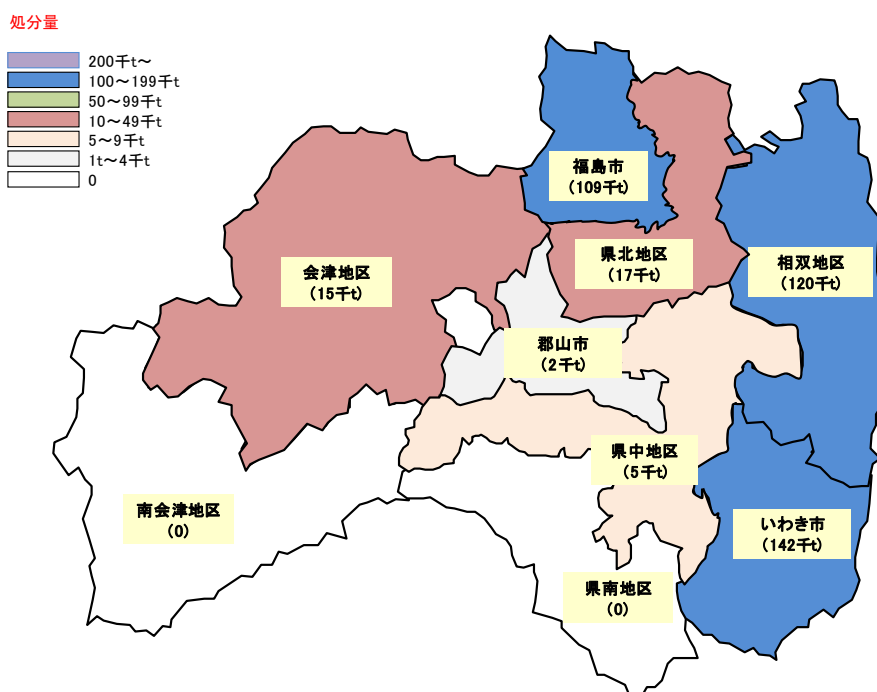 処分量
200千t～
100～199千t
50～99千t
10～49千t
5～9千t
1t～4千t
0
福島市
(109千t)
県北地区
(17千t)
会津地区
(15千t)
相双地区
(120千t)
郡山市
(2千t)
県中地区
(5千t)
南会津地区
(0)
いわき市
(142千t)
県南地区
(0)